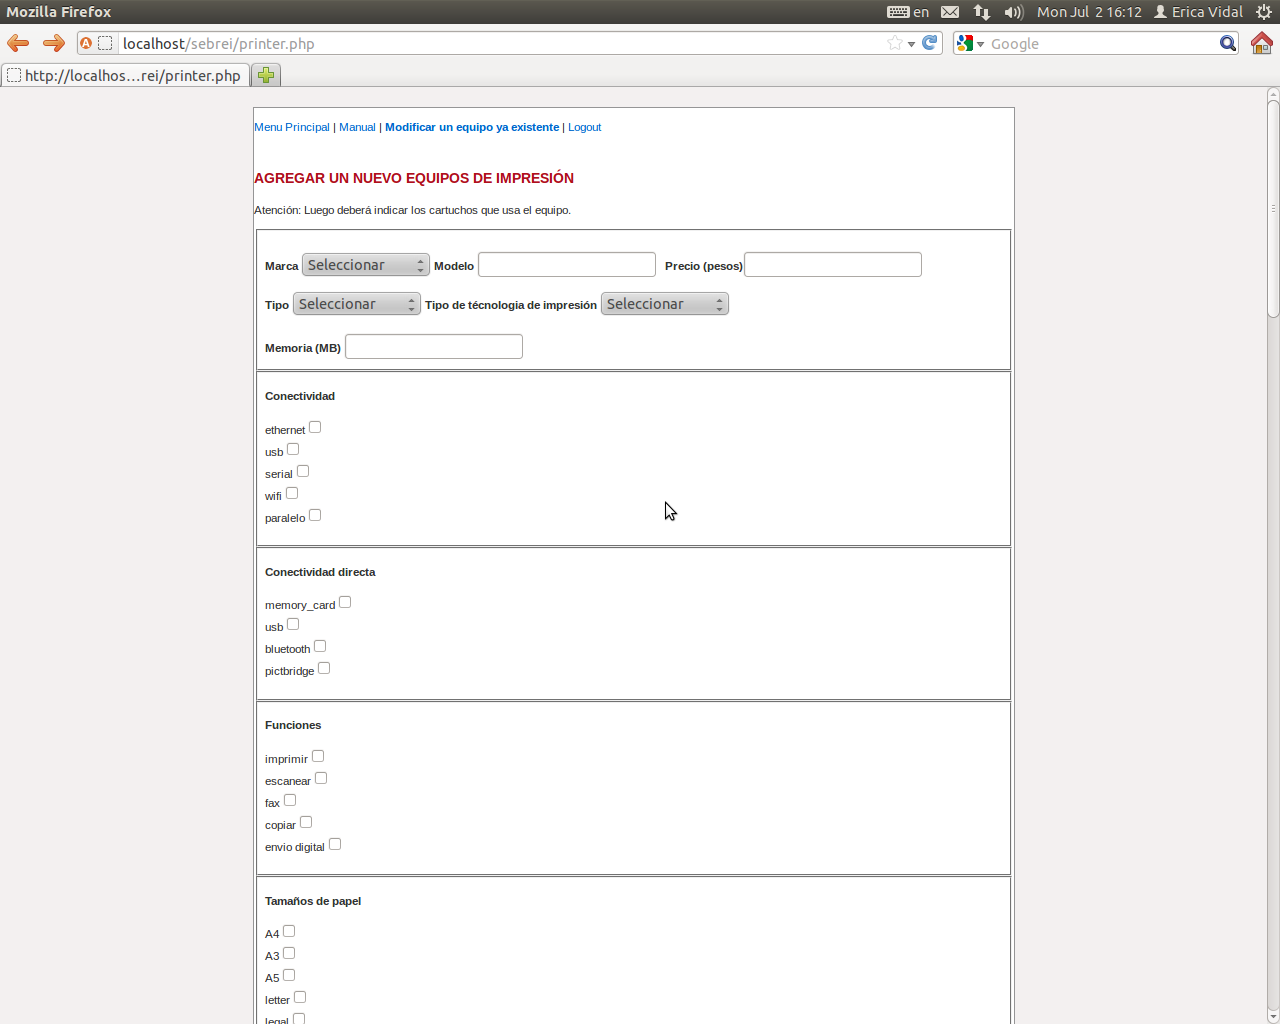 Mozilla Firefox en Mon Jul 2 16:12 Erica Vidal
localhost/sebrei/printer.php Google
http://localhos...rei/printer.php
Menu Principal | Manual | Modificar un equipo ya existente | Logout
AGREGAR UN NUEVO EQUIPOS DE IMPRESIÓN
Atención: Luego deberá indicar los cartuchos que usa el equipo.
Marca Seleccionar Modelo Precio (pesos)
Tipo Seleccionar Tipo de técnologia de impresión Seleccionar
Memoria (MB)
Conectividad
ethernet
usb
serial
wifi
paralelo
Conectividad directa
memory_card
usb
bluetooth
pictbridge
Funciones
imprimir
escanear
fax
copiar
envio digital
Tamaños de papel
A4
A3
A5
letter
legal